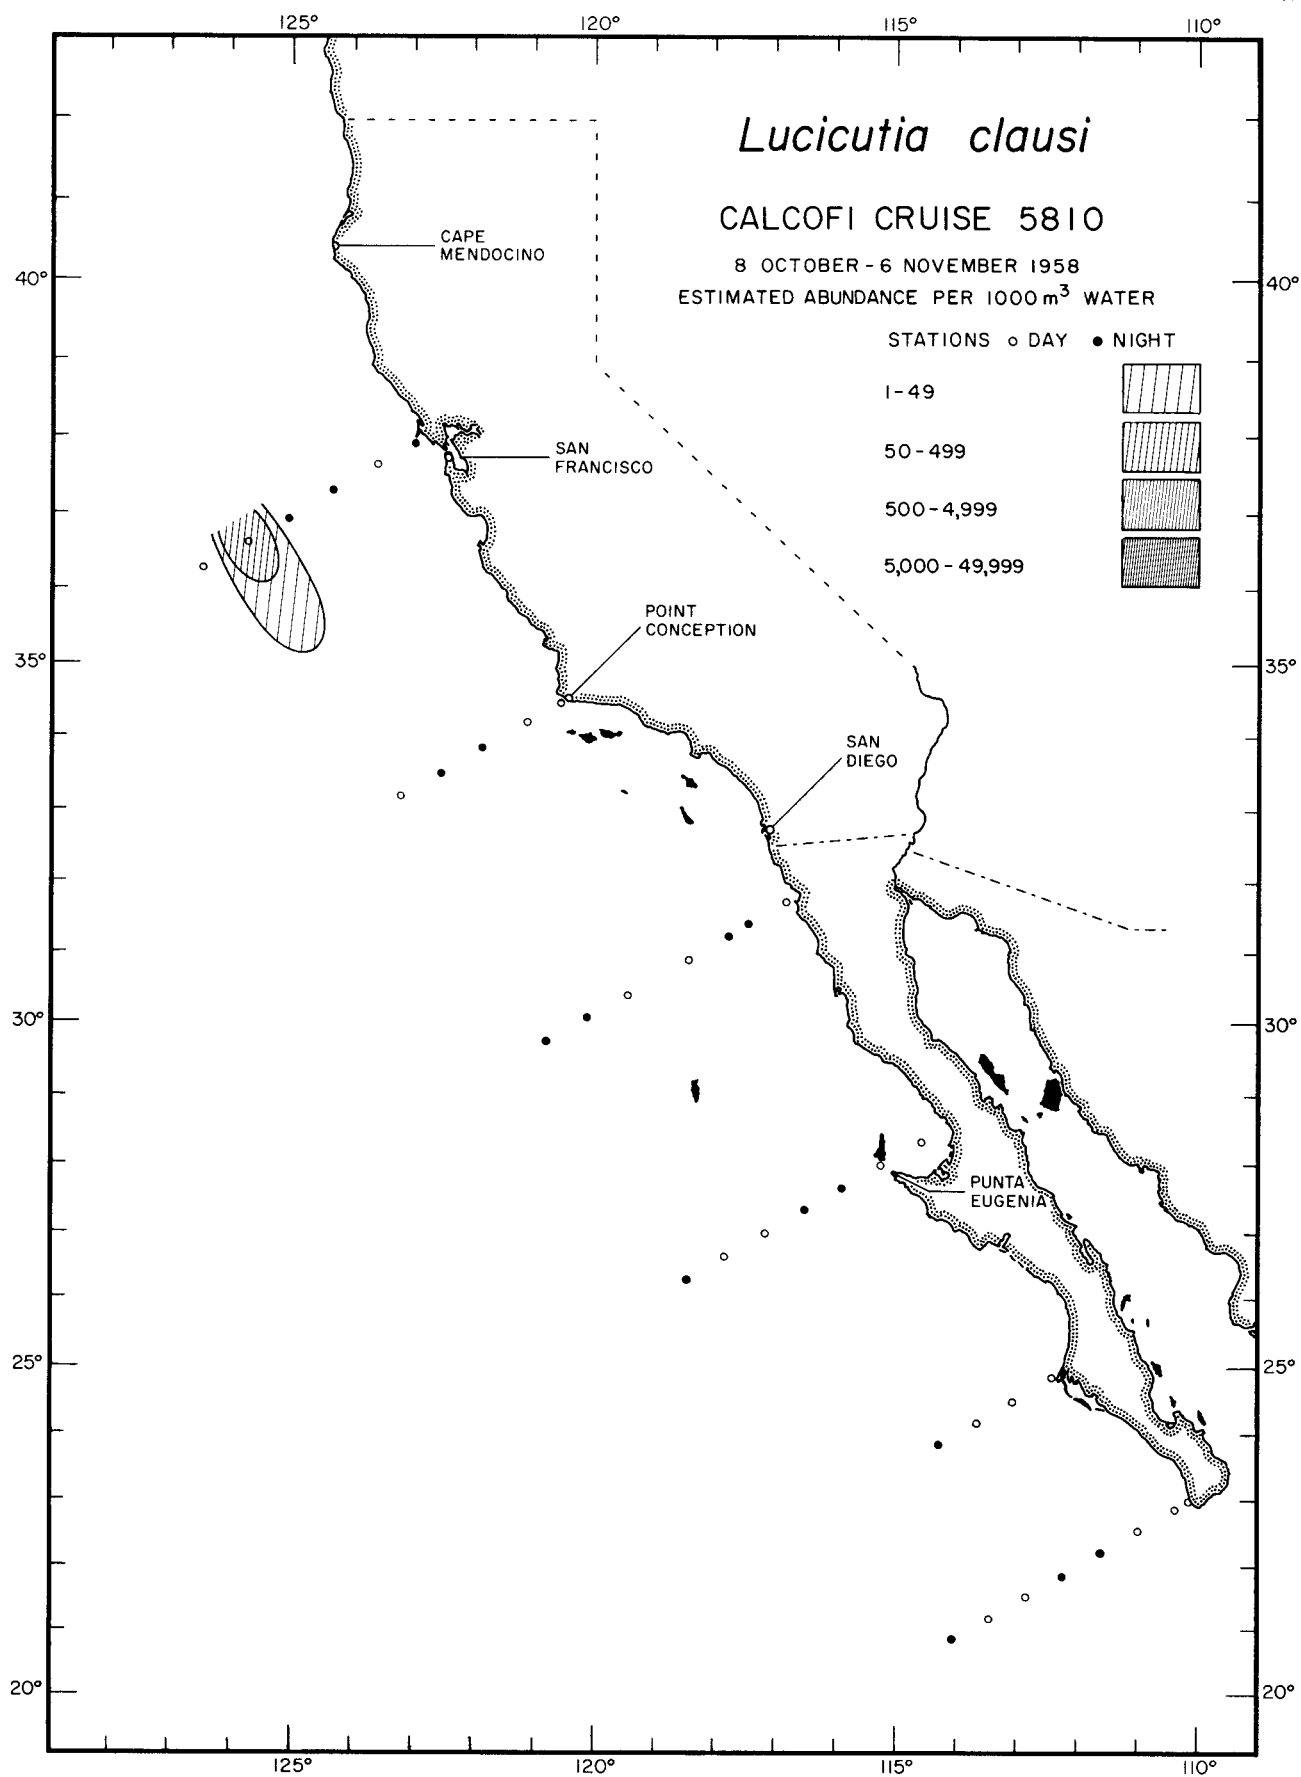 125° 120° 115° 110°
Lucicutia clausi
CALCOFI CRUISE 5810
8 OCTOBER - 6 NOVEMBER 1958
ESTIMATED ABUNDANCE PER 1000 m³ WATER
STATIONS ○ DAY ● NIGHT
1 - 49
50 - 499
500 - 4,999
5,000 - 49,999
CAPE
MENDOCINO
40° 40°
SAN
FRANCISCO
POINT
CONCEPTION
35° 35°
SAN
DIEGO
30° 30°
PUNTA
EUGENIA
25° 25°
20° 20°
125° 120° 115° 110°